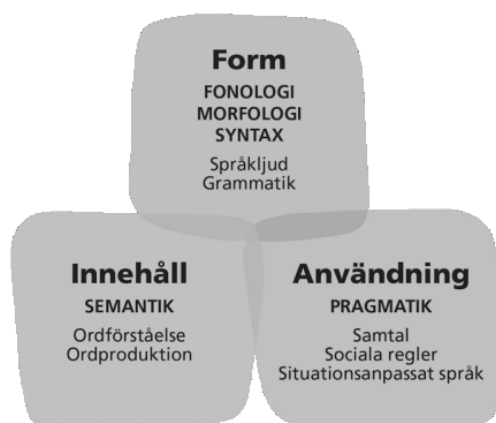 Form
FONOLOGI
MORFOLOGI
SYNTAX
Språkljud
Grammatik
Innehåll
SEMANTIK
Ordförståelse
Ordproduktion
Användning
PRAGMATIK
Samtal
Sociala regler
Situationsanpassat språk